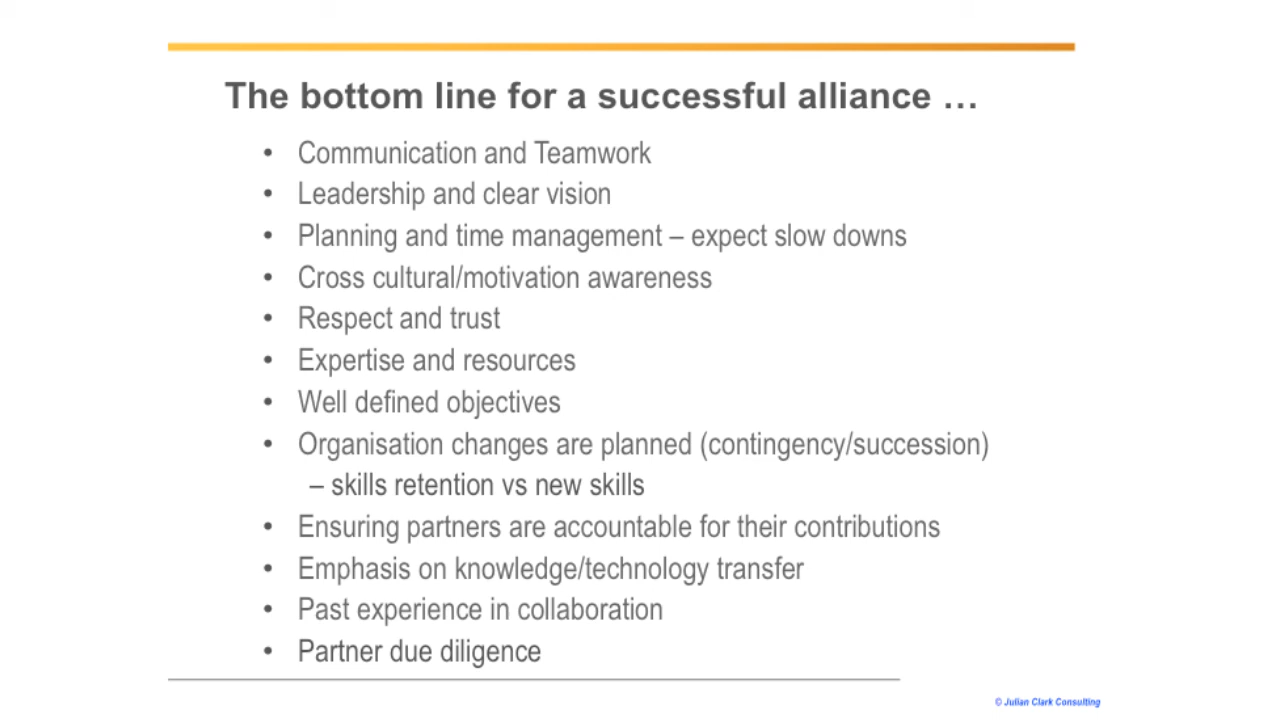 The bottom line for a successful alliance …
• Communication and Teamwork
• Leadership and clear vision
• Planning and time management – expect slow downs
• Cross cultural/motivation awareness
• Respect and trust
• Expertise and resources
• Well defined objectives
• Organisation changes are planned (contingency/succession)
– skills retention vs new skills
• Ensuring partners are accountable for their contributions
• Emphasis on knowledge/technology transfer
• Past experience in collaboration
• Partner due diligence
© Julian Clark Consulting